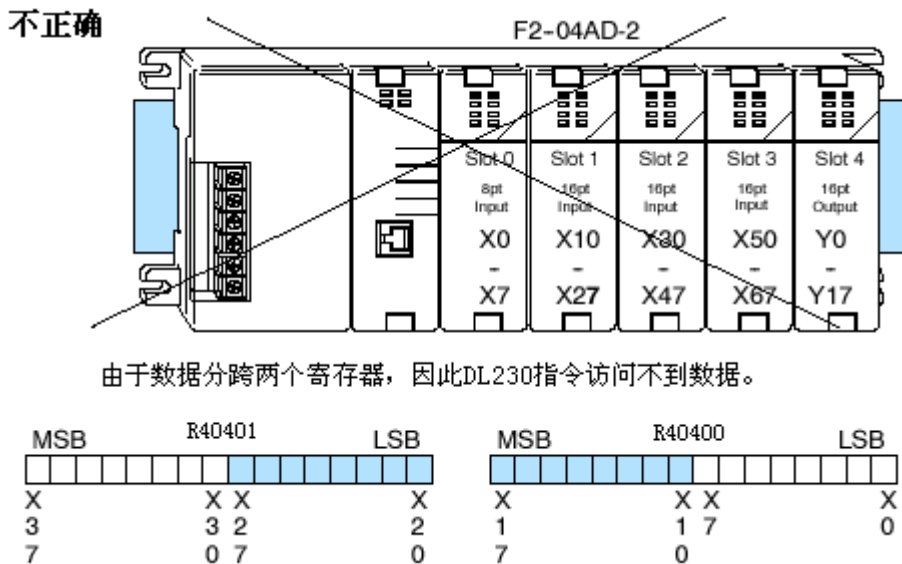 不正确
F2-04AD-2
Slot 0 Slot 1 Slot 2 Slot 3 Slot 4
8pt 16pt 16pt 16pt 16pt
Input Input Input Input Output
X0 X10 X30 X50 Y0
- - - - -
X7 X27 X47 X67 Y17
由于数据分跨两个寄存器，因此DL230指令访问不到数据。
MSB R40401 LSB MSB R40400 LSB
X X X X X X X X
3 3 2 2 1 1 7 0
7 0 7 0 7 0